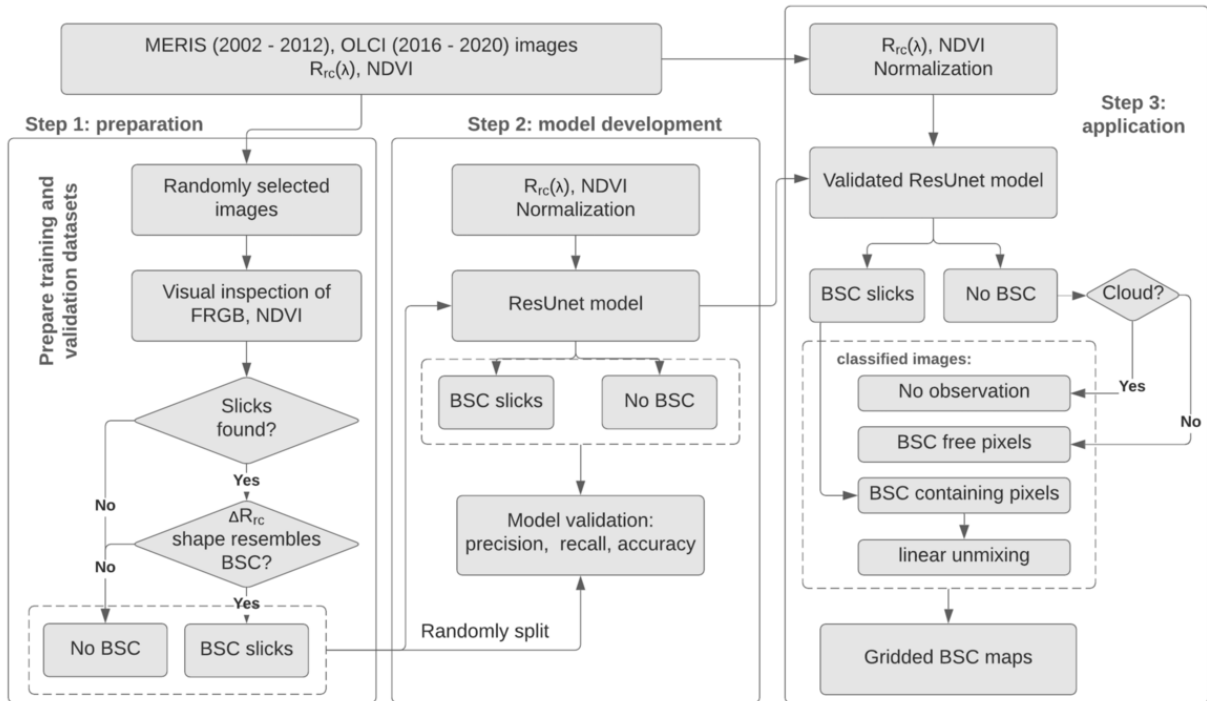 MERIS (2002 - 2012), OLCI (2016 - 2020) images
Rrc(λ), NDVI
Step 1: preparation
Prepare training and
validation datasets
Randomly selected
images
Visual inspection of
FRGB, NDVI
Slicks
found?
Yes
No
ΔRrc
shape resembles
BSC?
No
Yes
No BSC
BSC slicks
Step 2: model development
Rrc(λ), NDVI
Normalization
ResUnet model
BSC slicks
No BSC
Model validation:
precision, recall, accuracy
Randomly split
Step 3:
application
Rrc(λ), NDVI
Normalization
Validated ResUnet model
BSC slicks
No BSC
Cloud?
Yes
No
classified images:
No observation
BSC free pixels
BSC containing pixels
linear unmixing
Gridded BSC maps